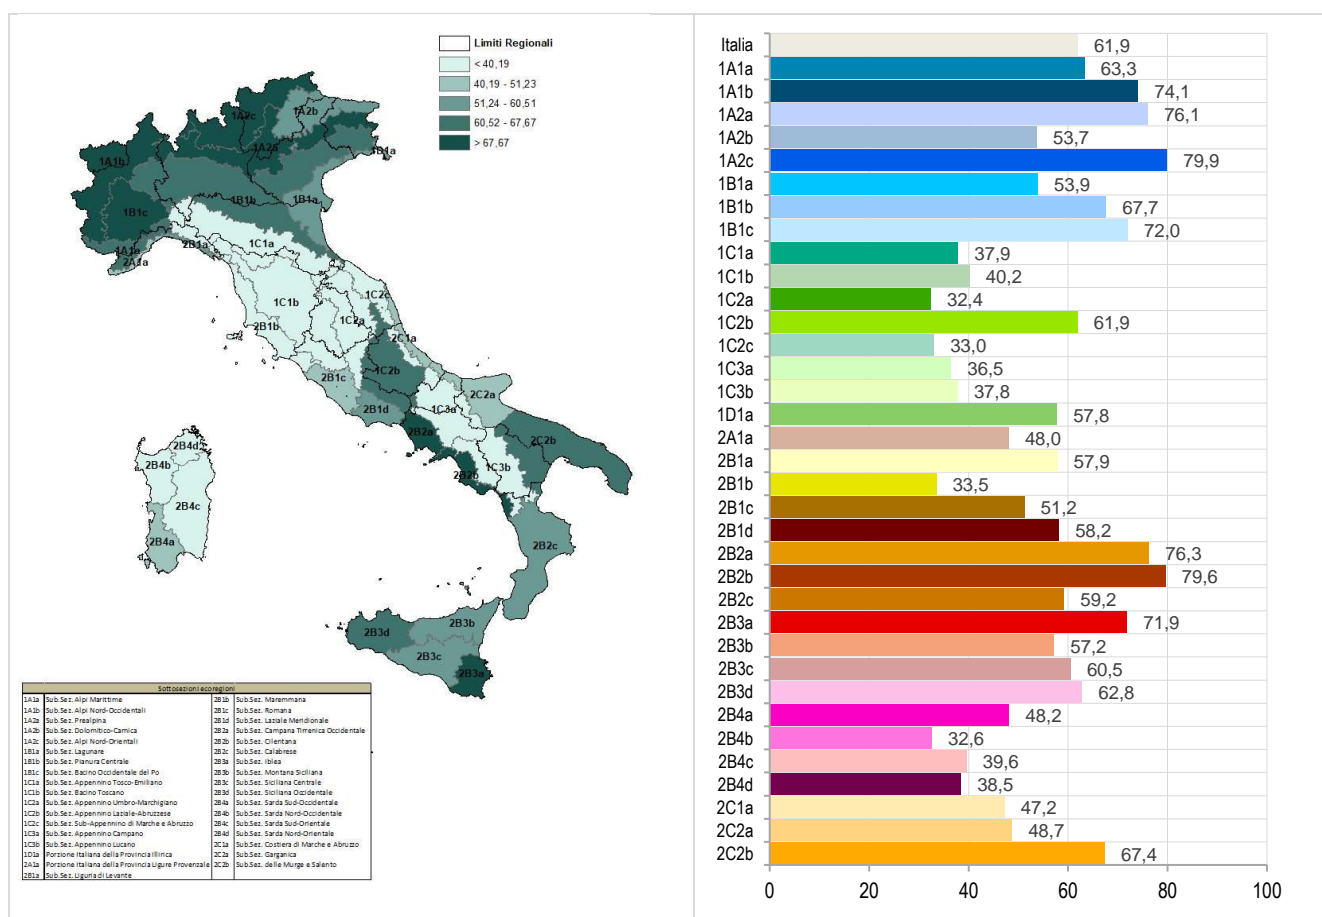 Limiti Regionali
< 40,19
40,19 - 51,23
51,24 - 60,51
60,52 - 67,67
> 67,67
1A2c
1A2b
1A2a
1D1a
1A1b
1B1b
1B1a
1B1c
1A1a
2A1a
2B1a
1C1a
1C1b
1C2c
1C2a
2B1b
2C1a
1C2b
2B1c
2B1d
2C2a
1C3a
2B2a
2C2b
1C3b
2B2b
2B4d
2B4b
2B4c
2B4a
2B2c
2B3d
2B3b
2B3c
2B3a
Sottosezioni ecoregioni
1A1a Sub.Sez. Alpi Marittime 2B1b Sub.Sez. Maremmana
1A1b Sub.Sez. Alpi Nord-Occidentali 2B1c Sub.Sez. Romana
1A2a Sub.Sez. Prealpina 2B1d Sub.Sez. Laziale Meridionale
1A2b Sub.Sez. Dolomitico-Carnica 2B2a Sub.Sez. Campana Tirrenica Occidentale
1A2c Sub.Sez. Alpi Nord-Orientali 2B2b Sub.Sez. Cilentana
1B1a Sub.Sez. Lagunare 2B2c Sub.Sez. Calabrese
1B1b Sub.Sez. Pianura Centrale 2B3a Sub.Sez. Iblea
1B1c Sub.Sez. Bacino Occidentale del Po 2B3b Sub.Sez. Montana Siciliana
1C1a Sub.Sez. Appennino Tosco-Emiliano 2B3c Sub.Sez. Siciliana Centrale
1C1b Sub.Sez. Bacino Toscano 2B3d Sub.Sez. Siciliana Occidentale
1C2a Sub.Sez. Appennino Umbro-Marchigiano 2B4a Sub.Sez. Sarda Sud-Occidentale
1C2b Sub.Sez. Appennino Laziale-Abruzzese 2B4b Sub.Sez. Sarda Nord-Occidentale
1C2c Sub.Sez. Sub-Appennino di Marche e Abruzzo 2B4c Sub.Sez. Sarda Sud-Orientale
1C3a Sub.Sez. Appennino Campano 2B4d Sub.Sez. Sarda Nord-Orientale
1C3b Sub.Sez. Appennino Lucano 2C1a Sub.Sez. Costiera di Marche e Abruzzo
1D1a Porzione Italiana della Provincia Illirica 2C2a Sub.Sez. Garganica
2A1a Porzione Italiana della Provincia Ligure Provenzale 2C2b Sub.Sez. delle Murge e Salento
2B1a Sub.Sez. Liguria di Levante
Italia 61,9
1A1a 63,3
1A1b 74,1
1A2a 76,1
1A2b 53,7
1A2c 79,9
1B1a 53,9
1B1b 67,7
1B1c 72,0
1C1a 37,9
1C1b 40,2
1C2a 32,4
1C2b 61,9
1C2c 33,0
1C3a 36,5
1C3b 37,8
1D1a 57,8
2A1a 48,0
2B1a 57,9
2B1b 33,5
2B1c 51,2
2B1d 58,2
2B2a 76,3
2B2b 79,6
2B2c 59,2
2B3a 71,9
2B3b 57,2
2B3c 60,5
2B3d 62,8
2B4a 48,2
2B4b 32,6
2B4c 39,6
2B4d 38,5
2C1a 47,2
2C2a 48,7
2C2b 67,4
0 20 40 60 80 100